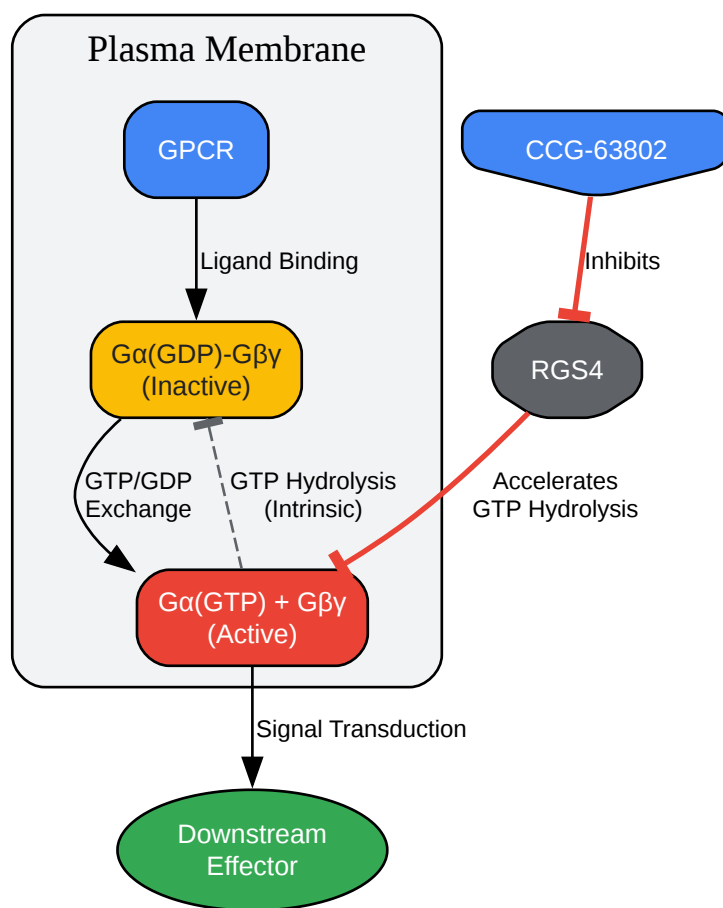 Plasma Membrane
GPCR
CCG-63802
Ligand Binding
Inhibits
Gα(GDP)-Gβγ
(Inactive)
RGS4
GTP/GDP
Exchange
GTP Hydrolysis
(Intrinsic)
Accelerates
GTP Hydrolysis
Gα(GTP) + Gβγ
(Active)
Signal Transduction
Downstream
Effector